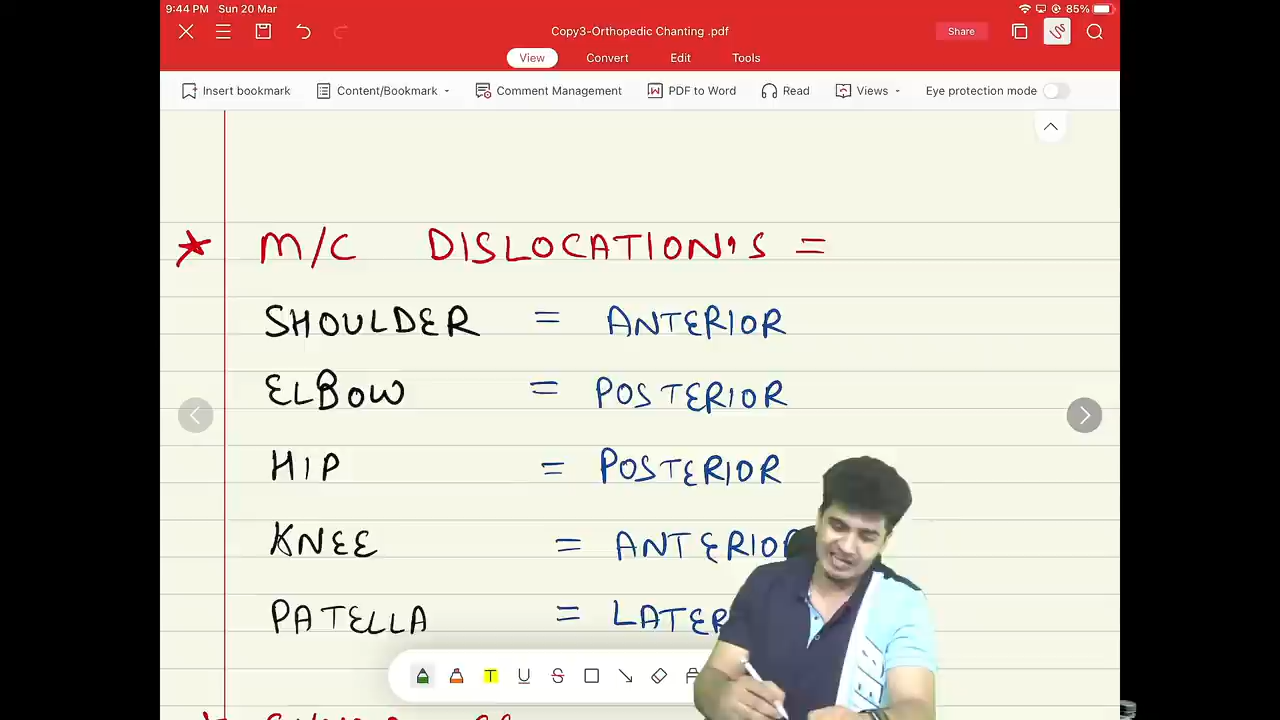 9:44 PM Sun 20 Mar 85%
Copy3-Orthopedic Chanting .pdf Share
View Convert Edit Tools
Insert bookmark Content/Bookmark Comment Management PDF to Word Read Views Eye protection mode
M/C DISLOCATION'S =
SHOULDER = ANTERIOR
ELBOW = POSTERIOR
HIP = POSTERIOR
KNEE = ANTERIO
PATELLA = LATER
T U S